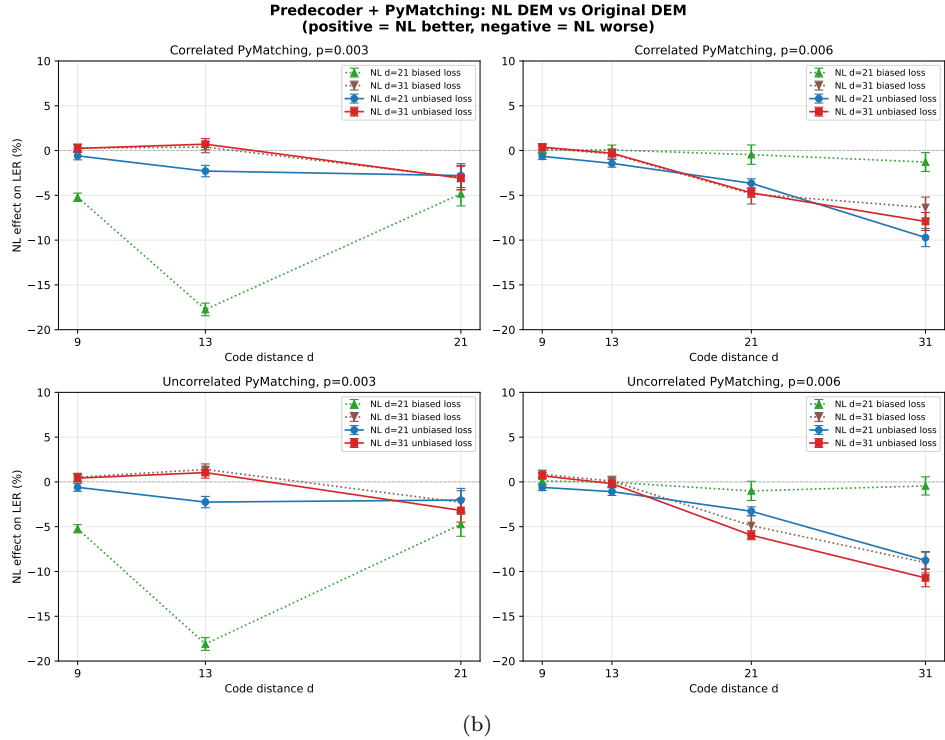 Predecoder + PyMatching: NL DEM vs Original DEM
(positive = NL better, negative = NL worse)
Correlated PyMatching, p=0.003
NL effect on LER (%)
10
5
0
−5
−10
−15
−20
NL d=21 biased loss
NL d=31 biased loss
NL d=21 unbiased loss
NL d=31 unbiased loss
9
13
21
Code distance d
Correlated PyMatching, p=0.006
10
5
0
−5
−10
−15
−20
NL d=21 biased loss
NL d=31 biased loss
NL d=21 unbiased loss
NL d=31 unbiased loss
9
13
21
31
Code distance d
Uncorrelated PyMatching, p=0.003
NL effect on LER (%)
10
5
0
−5
−10
−15
−20
NL d=21 biased loss
NL d=31 biased loss
NL d=21 unbiased loss
NL d=31 unbiased loss
9
13
21
Code distance d
Uncorrelated PyMatching, p=0.006
10
5
0
−5
−10
−15
−20
NL d=21 biased loss
NL d=31 biased loss
NL d=21 unbiased loss
NL d=31 unbiased loss
9
13
21
31
Code distance d
(b)